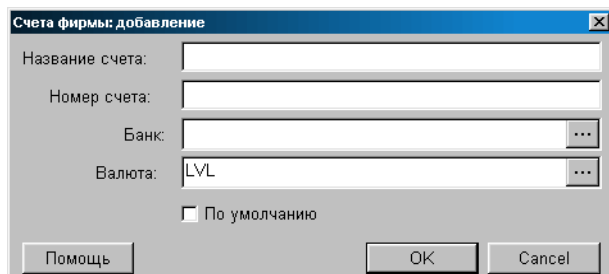 Счета фирмы: добавление
Название счета:
Номер счета:
Банк:
...
Валюта: LVL ...
По умолчанию
Помощь OK Cancel